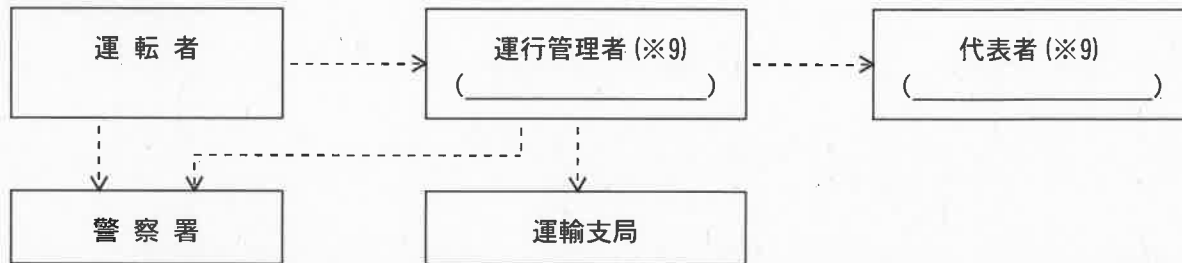 運転者
運行管理者(※9)
(　　　　　　　　)
代表者(※9)
(　　　　　　　　)
警察署
運輸支局